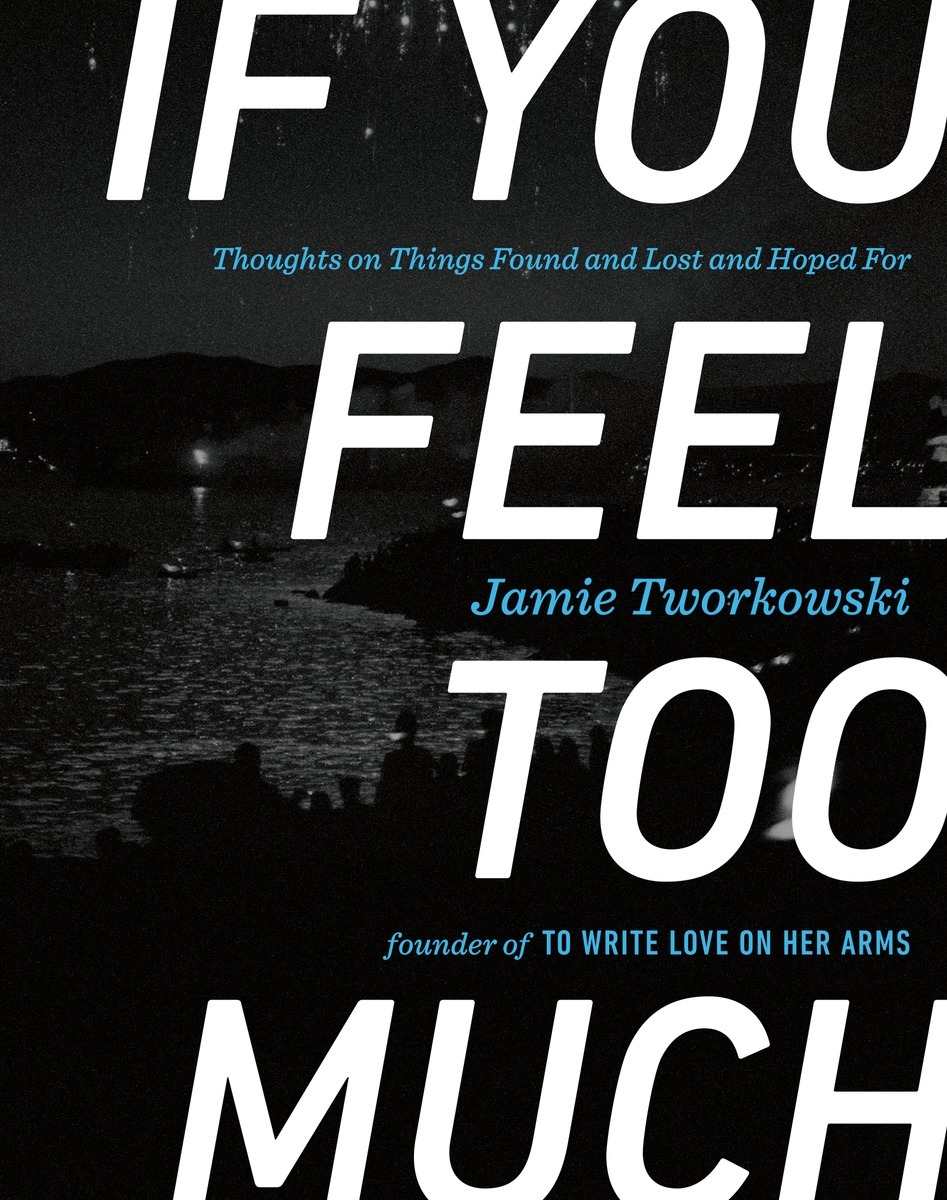 IF YOU
Thoughts on Things Found and Lost and Hoped For
FEEL
Jamie Tworkowski
TOO
founder of TO WRITE LOVE ON HER ARMS
MUCH